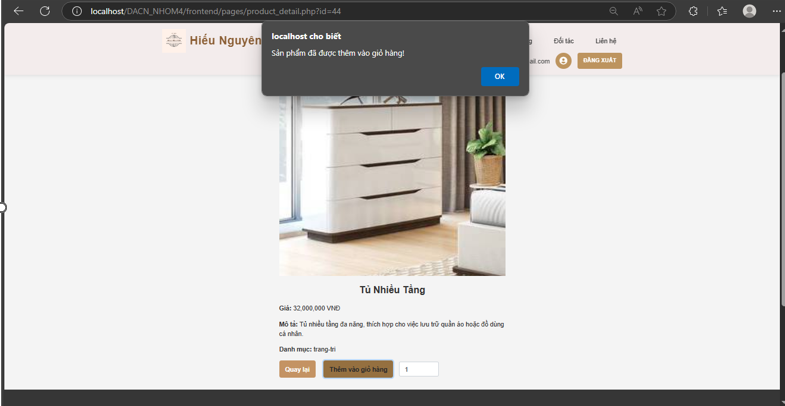 localhost/DACN_NHOM4/frontend/pages/product_detail.php?id=44
localhost cho biết
Sản phẩm đã được thêm vào giỏ hàng!
OK
Hiếu Nguyên
Đối tác
Liên hệ
ail.com
ĐĂNG XUẤT
Tủ Nhiều Tầng
Giá: 32,000,000 VNĐ
Mô tả: Tủ nhiều tầng đa năng, thích hợp cho việc lưu trữ quần áo hoặc đồ dùng
cá nhân.
Danh mục: trang-tri
Quay lại
Thêm vào giỏ hàng
1